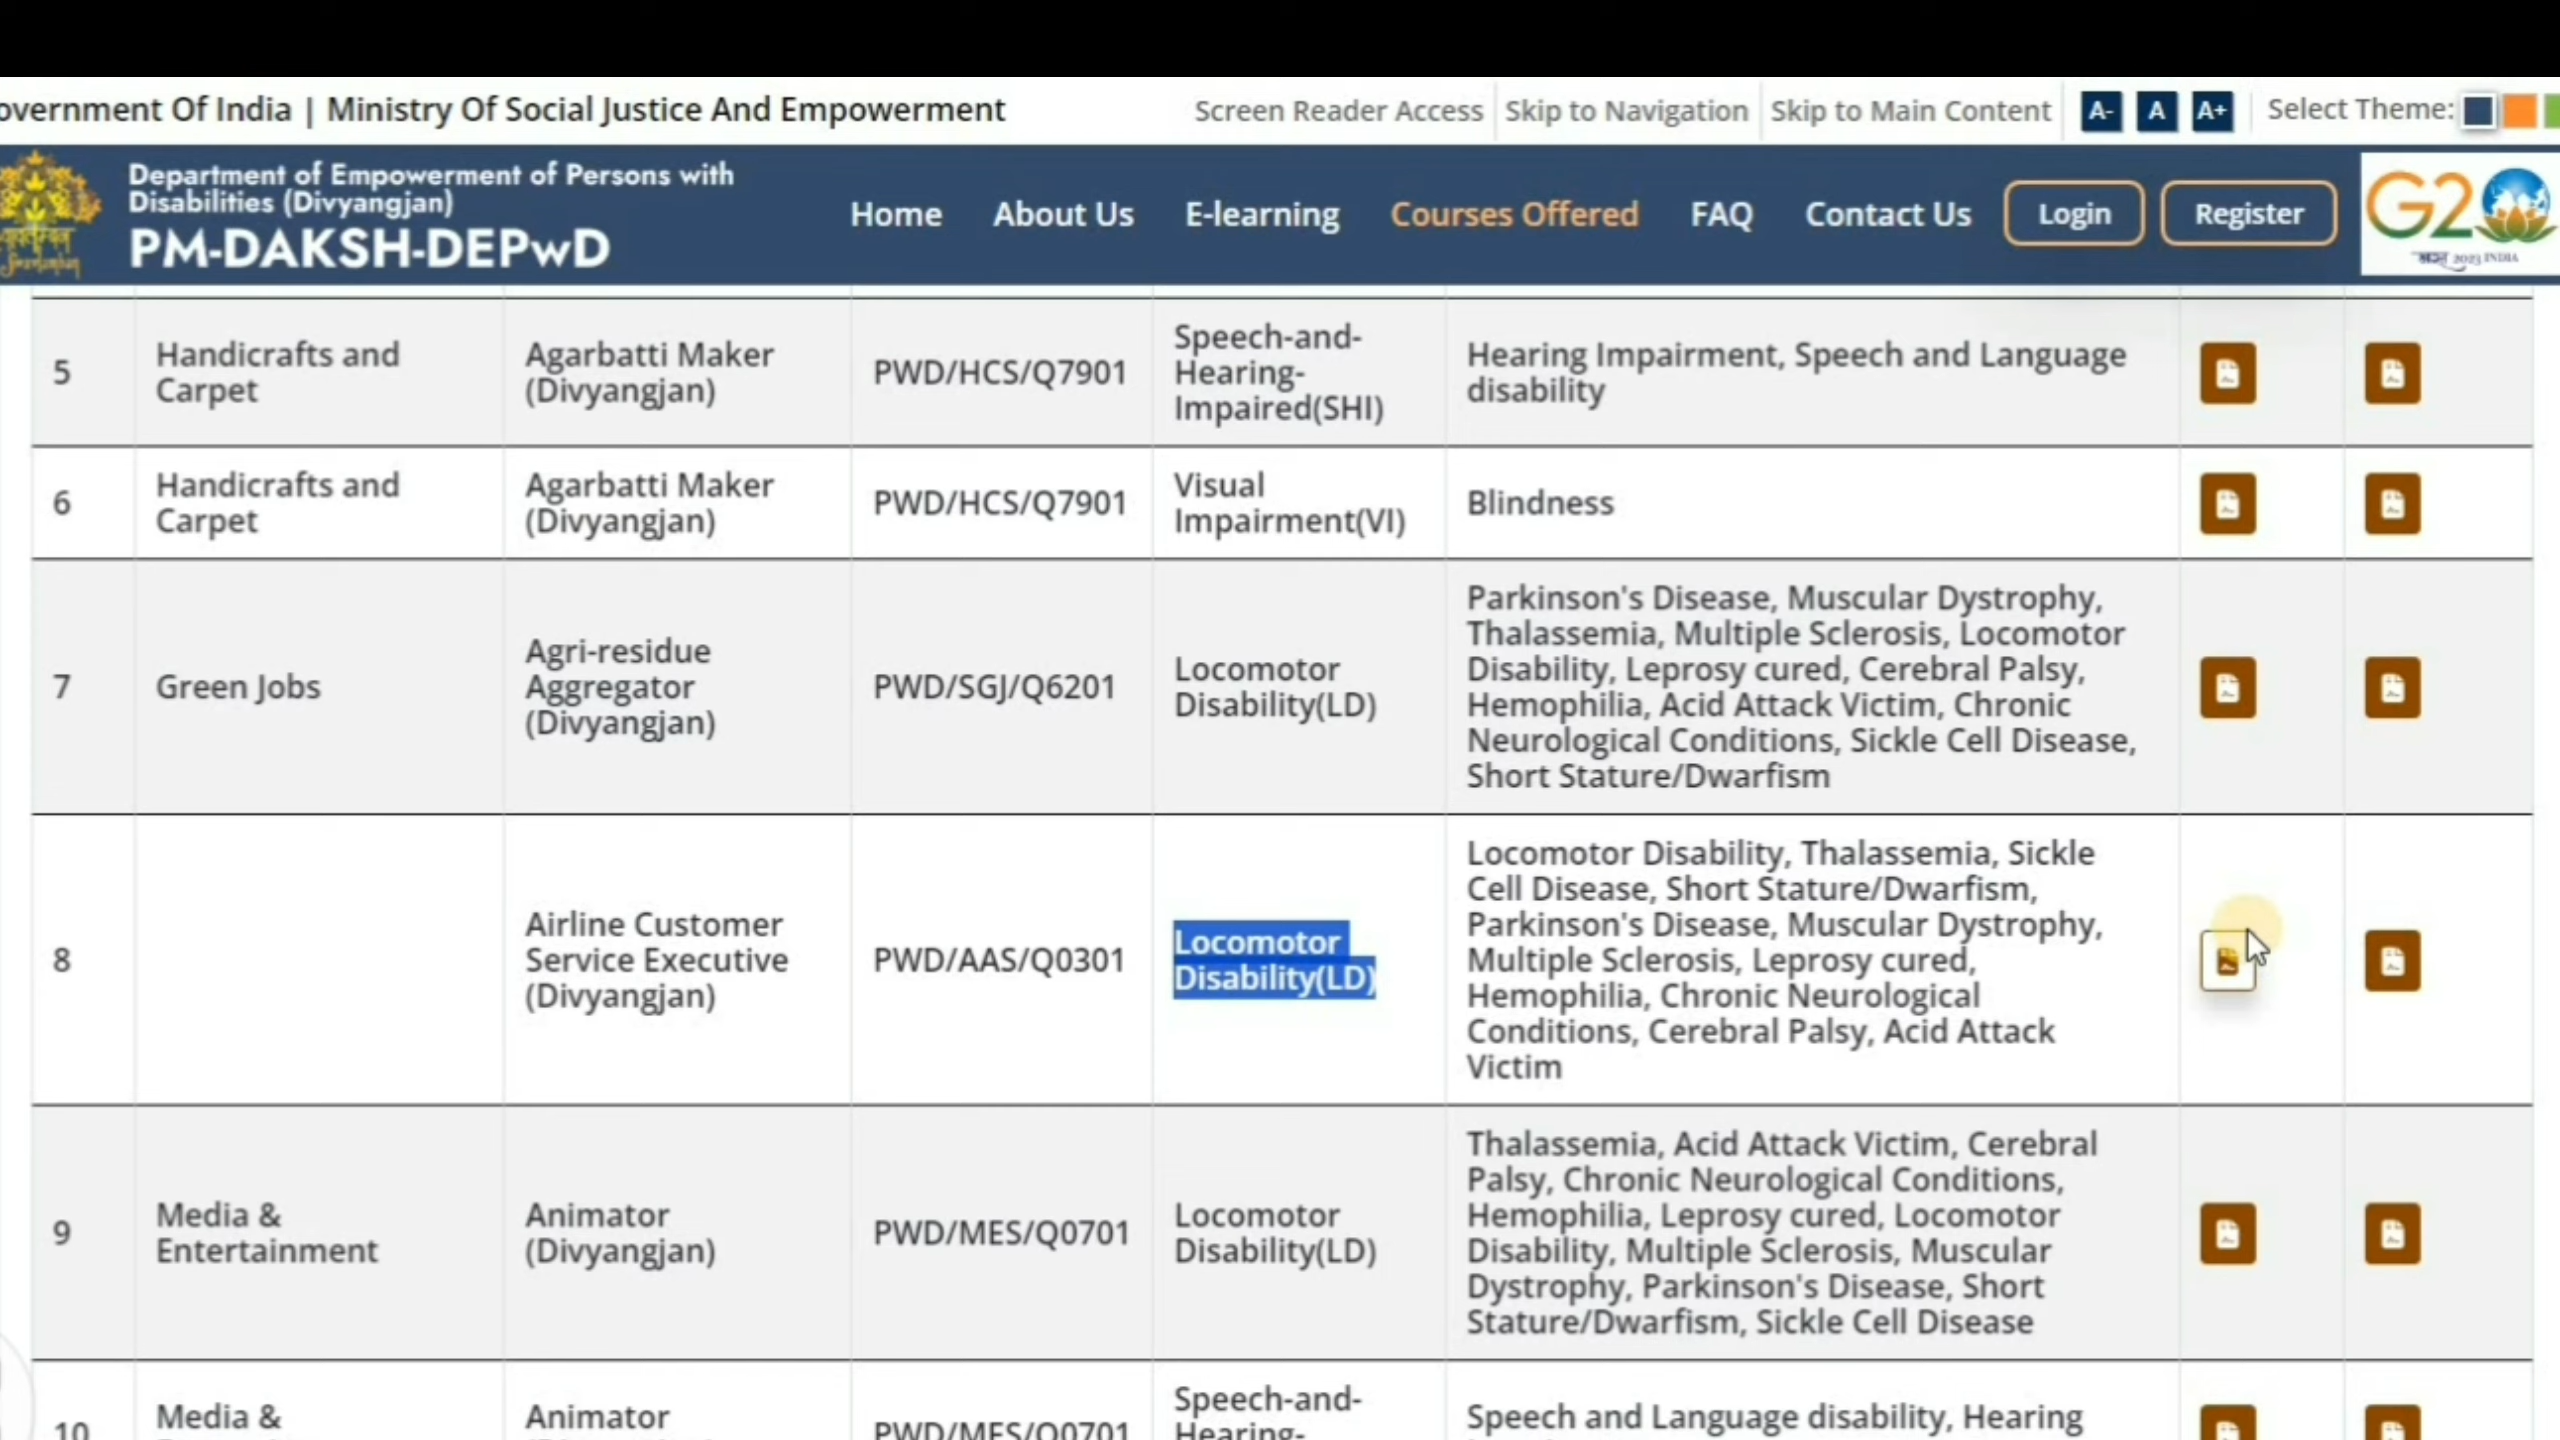 overnment Of India | Ministry Of Social Justice And Empowerment
Screen Reader Access
Skip to Navigation
Skip to Main Content
A-
A
A+
Select Theme:
Department of Empowerment of Persons with
Disabilities (Divyangjan)
PM-DAKSH-DEPwD
Home
About Us
E-learning
Courses Offered
FAQ
Contact Us
Login
Register
G2
2023 INDIA
5
Handicrafts and
Carpet
Agarbatti Maker
(Divyangjan)
PWD/HCS/Q7901
Speech-and-
Hearing-
Impaired(SHI)
Hearing Impairment, Speech and Language
disability
6
Handicrafts and
Carpet
Agarbatti Maker
(Divyangjan)
PWD/HCS/Q7901
Visual
Impairment(VI)
Blindness
7
Green Jobs
Agri-residue
Aggregator
(Divyangjan)
PWD/SGJ/Q6201
Locomotor
Disability(LD)
Parkinson's Disease, Muscular Dystrophy,
Thalassemia, Multiple Sclerosis, Locomotor
Disability, Leprosy cured, Cerebral Palsy,
Hemophilia, Acid Attack Victim, Chronic
Neurological Conditions, Sickle Cell Disease,
Short Stature/Dwarfism
8
Airline Customer
Service Executive
(Divyangjan)
PWD/AAS/Q0301
Locomotor
Disability(LD)
Locomotor Disability, Thalassemia, Sickle
Cell Disease, Short Stature/Dwarfism,
Parkinson's Disease, Muscular Dystrophy,
Multiple Sclerosis, Leprosy cured,
Hemophilia, Chronic Neurological
Conditions, Cerebral Palsy, Acid Attack
Victim
9
Media &
Entertainment
Animator
(Divyangjan)
PWD/MES/Q0701
Locomotor
Disability(LD)
Thalassemia, Acid Attack Victim, Cerebral
Palsy, Chronic Neurological Conditions,
Hemophilia, Leprosy cured, Locomotor
Disability, Multiple Sclerosis, Muscular
Dystrophy, Parkinson's Disease, Short
Stature/Dwarfism, Sickle Cell Disease
10
Media &
Animator
PWD/MES/Q0701
Speech-and-
Hearing-
Speech and Language disability, Hearing